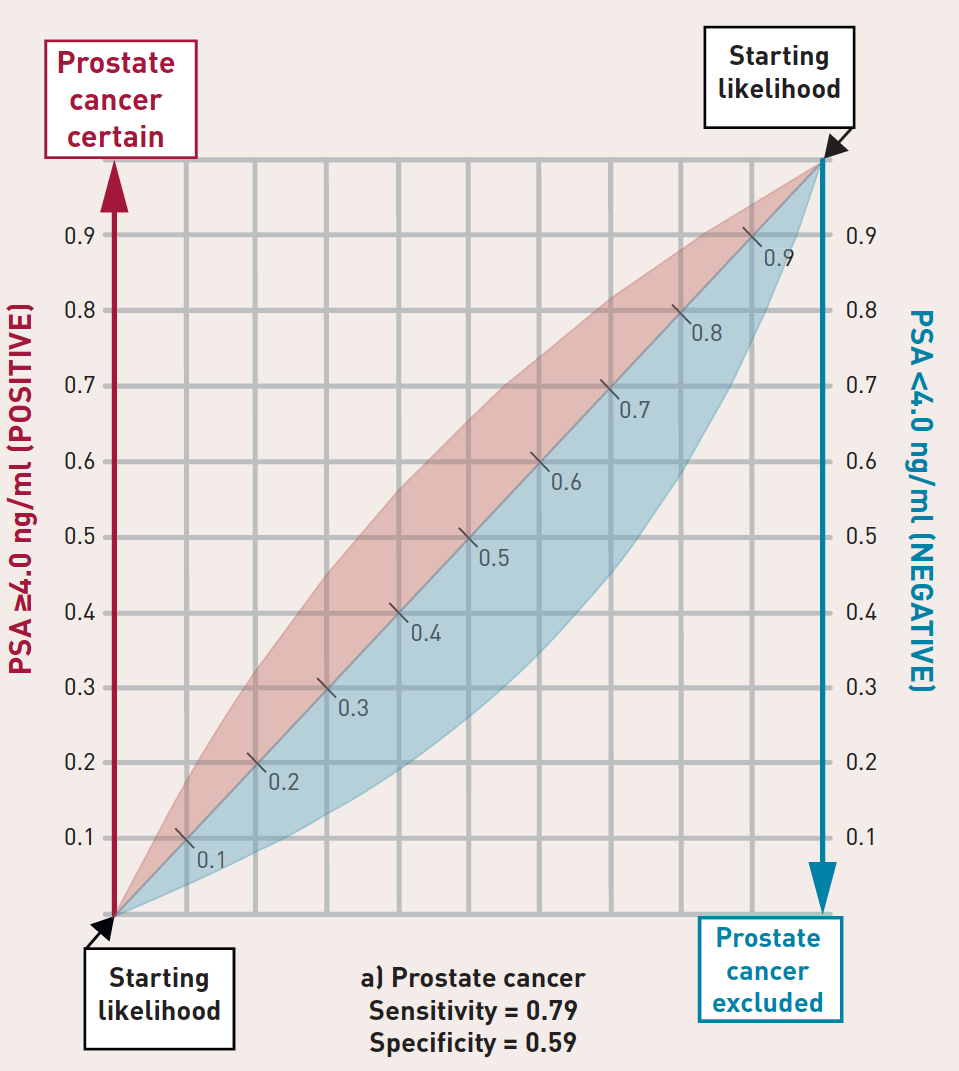 Prostate
cancer
certain
Starting
likelihood
PSA ≥4.0 ng/ml (POSITIVE)
0.9
0.8
0.7
0.6
0.5
0.4
0.3
0.2
0.1
0.9
0.8
0.7
0.6
0.5
0.4
0.3
0.2
0.1
0.9
0.8
0.7
0.6
0.5
0.4
0.3
0.2
0.1
PSA <4.0 ng/ml (NEGATIVE)
Starting
likelihood
a) Prostate cancer
Sensitivity = 0.79
Specificity = 0.59
Prostate
cancer
excluded